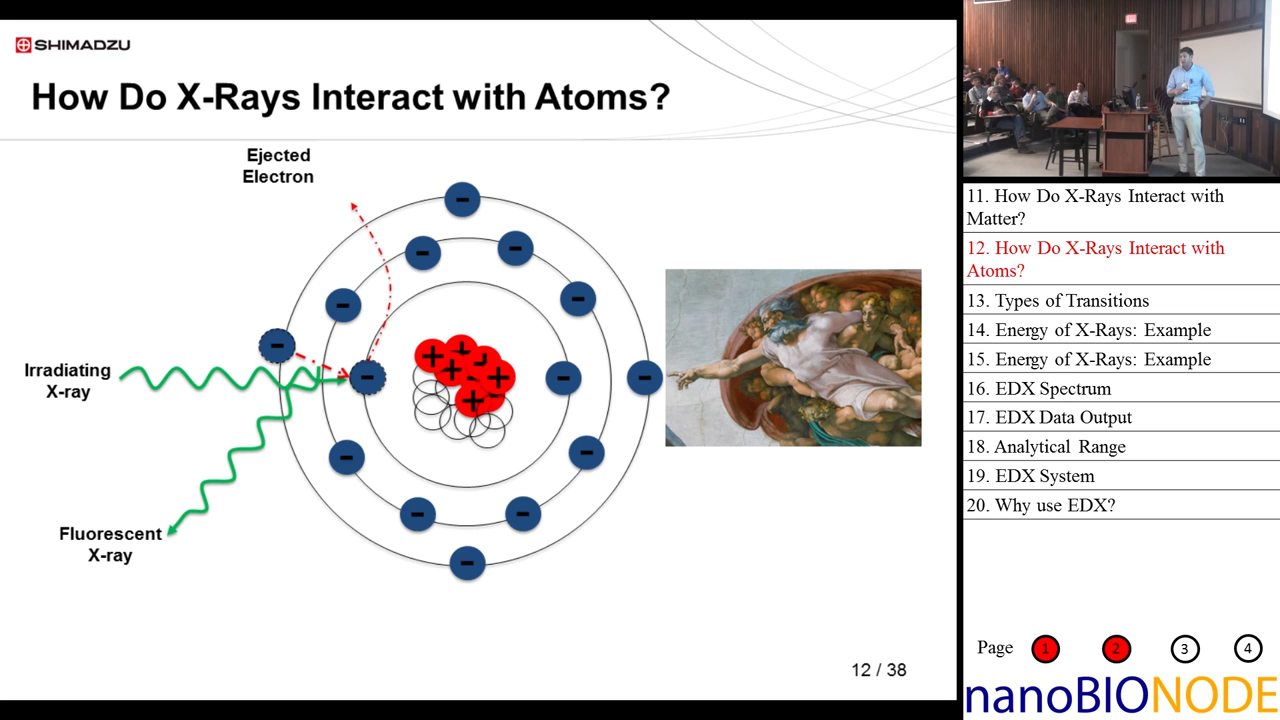 SHIMADZU
How Do X-Rays Interact with Atoms?
Ejected
Electron
Irradiating
X-ray
Fluorescent
X-ray
12 / 38
11. How Do X-Rays Interact with
Matter?
12. How Do X-Rays Interact with
Atoms?
13. Types of Transitions
14. Energy of X-Rays: Example
15. Energy of X-Rays: Example
16. EDX Spectrum
17. EDX Data Output
18. Analytical Range
19. EDX System
20. Why use EDX?
Page 1 2 3 4
nanoBIONODE